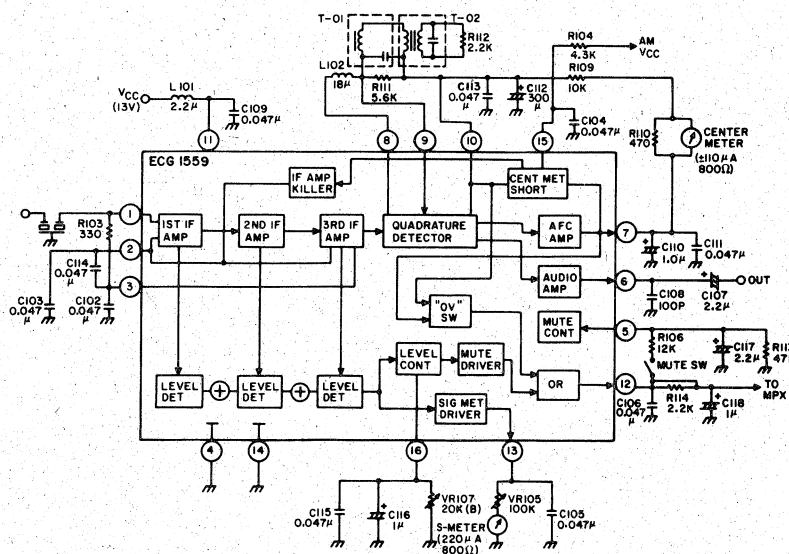 T-01
T-02
R112
2.2K
R104
4.3K
AM
VCC
L102
18μ
R111
5.6K
C113
0.047
μ
C112
300
μ
R109
10K
VCC
(13V)
L101
2.2μ
C109
0.047μ
C104
0.047μ
R110
470
CENTER
METER
(±110μA
800Ω)
11
8
9
10
15
ECG 1559
IF AMP
KILLER
CENT MET
SHORT
1
R103
330
1ST IF
AMP
2ND IF
AMP
3RD IF
AMP
QUADRATURE
DETECTOR
AFC
AMP
7
C110
1.0μ
C111
0.047μ
2
C114
0.047
μ
3
C103
0.047
μ
C102
0.047
μ
AUDIO
AMP
6
C108
100P
C107
2.2μ
OUT
"OV"
SW
MUTE
CONT
5
R106
12K
MUTE SW
C117
2.2μ
LEVEL
DET
LEVEL
DET
LEVEL
DET
LEVEL
CONT
MUTE
DRIVER
OR
12
C106
0.047
μ
R114
2.2K
C118
1μ
TO
MPX
SIG MET
DRIVER
4
14
16
13
C115
0.047μ
C116
1μ
VR107
20K (B)
VR105
100K
S-METER
(220μA
800Ω)
C105
0.047μ